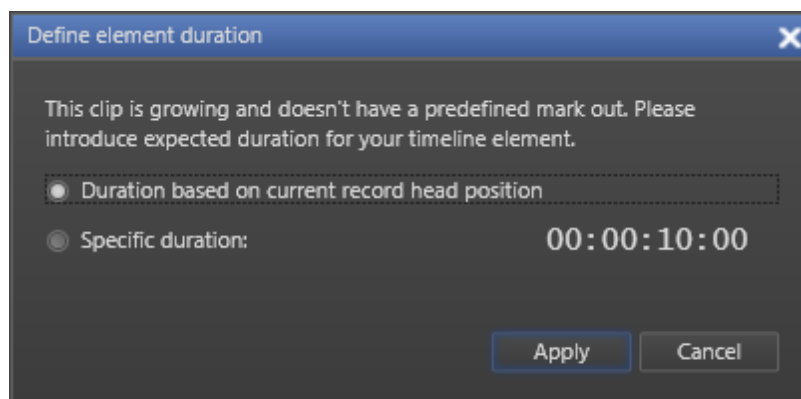 Define element duration
This clip is growing and doesn't have a predefined mark out. Please
introduce expected duration for your timeline element.
Duration based on current record head position
Specific duration: 00:00:10:00
Apply Cancel